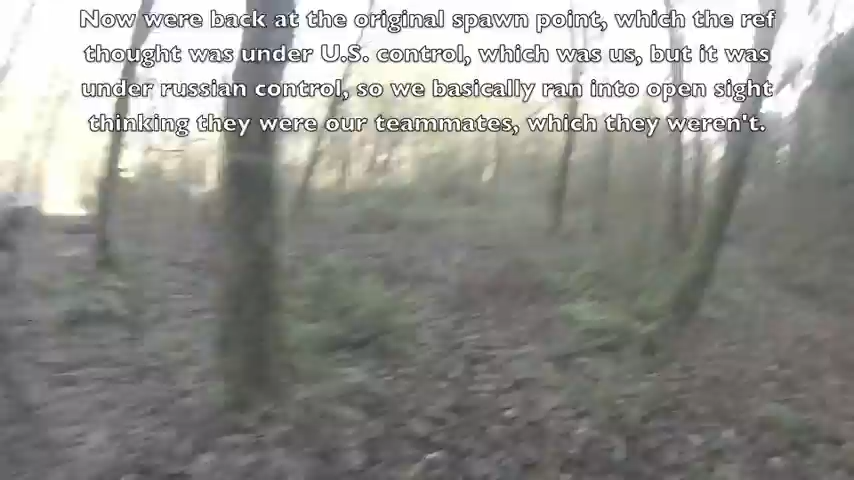 Now were back at the original spawn point, which the ref
thought was under U.S. control, which was us, but it was
under russian control, so we basically ran into open sight
thinking they were our teammates, which they weren't.